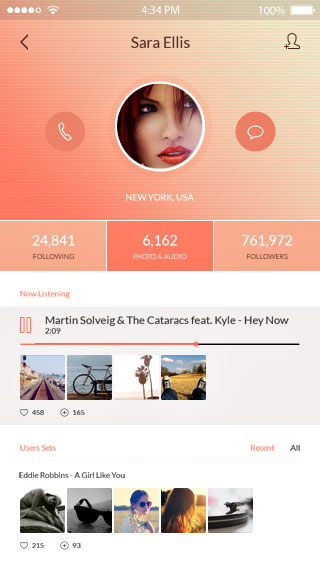 4:34 PM 100%
Sara Ellis
NEW YORK, USA
24,841 6,162 761,972
FOLLOWING PHOTO & AUDIO FOLLOWERS
Now Listening
Martin Solveig & The Cataracs feat. Kyle - Hey Now
2:09
458 165
Users Sets Recent All
Eddie Robbins - A Girl Like You
215 93